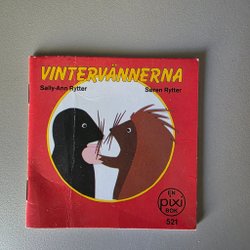 VINTERVÄNNERNA
Sally-Ann Rytter Søren Rytter
EN
pixi
BOK
521